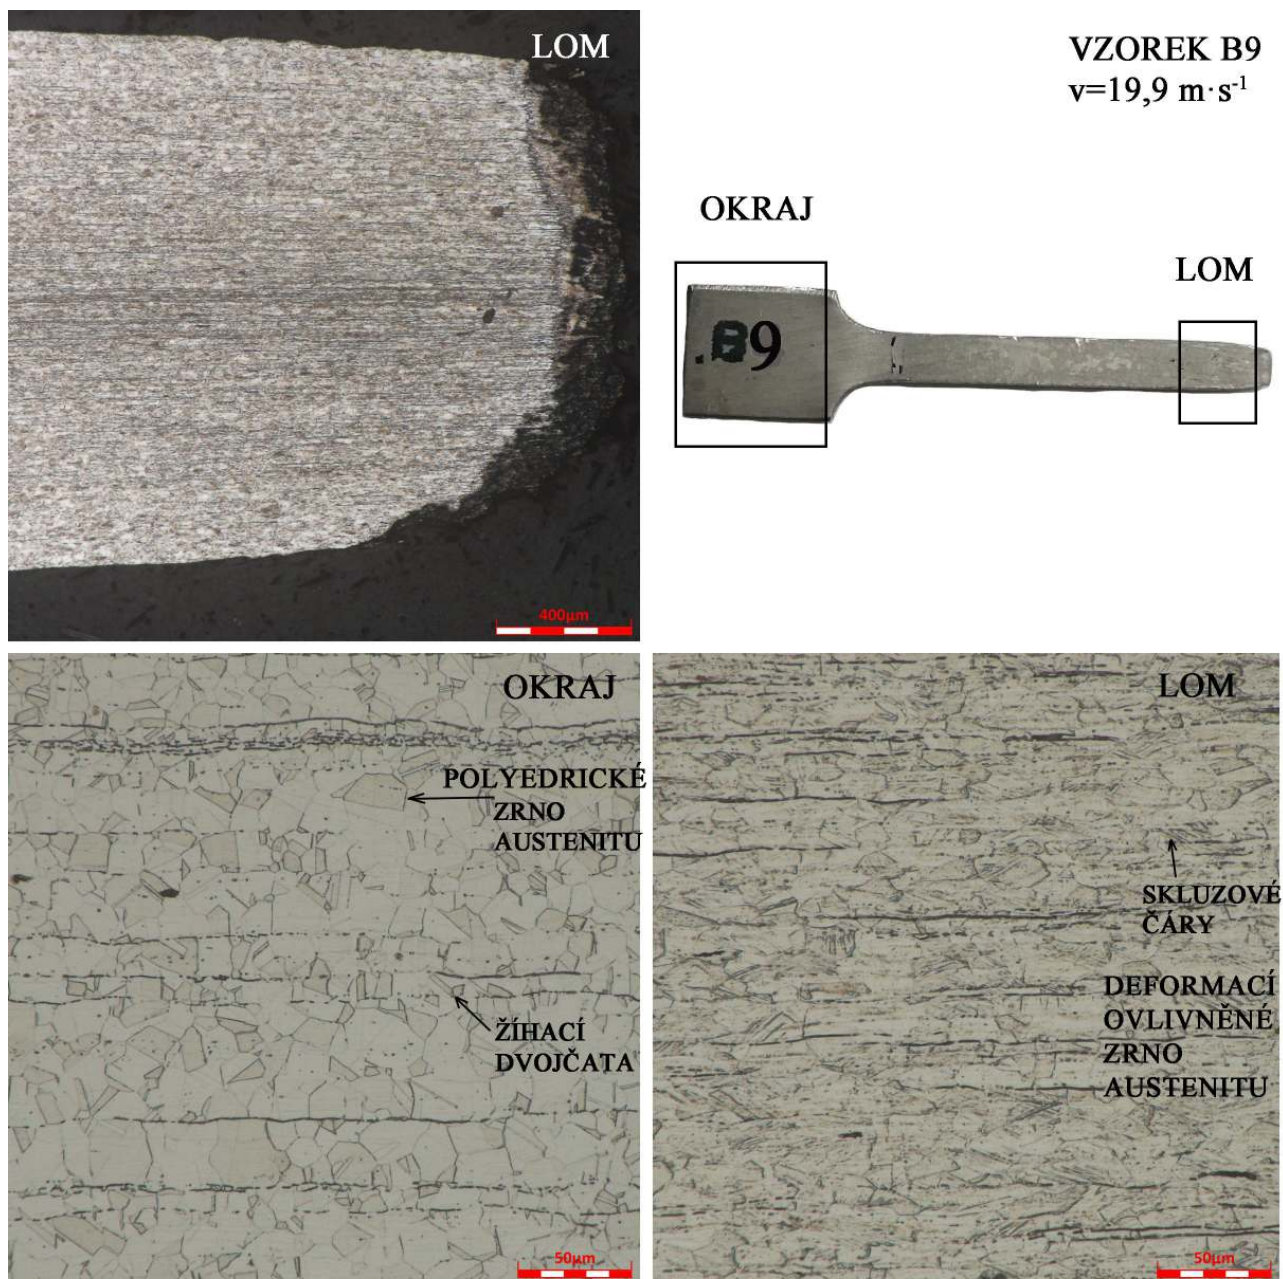 LOM
400μm
VZOREK B9
v=19,9 m·s⁻¹
OKRAJ
LOM
B9
OKRAJ
POLYEDRICKÉ
ZRNO
AUSTENITU
ŽÍHACÍ
DVOJČATA
50μm
LOM
SKLUZOVÉ
ČÁRY
DEFORMACÍ
OVLIVNĚNÉ
ZRNO
AUSTENITU
50μm